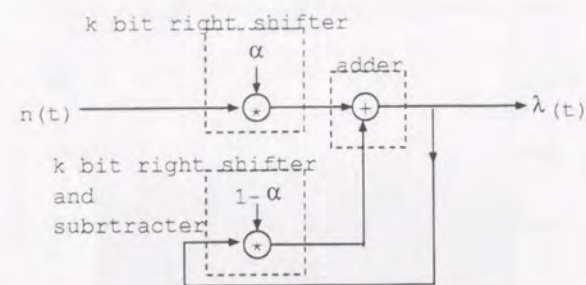 k bit right shifter
α
adder
*
+
n(t)
λ(t)
k bit right shifter
and
subrtracter
1-α
*